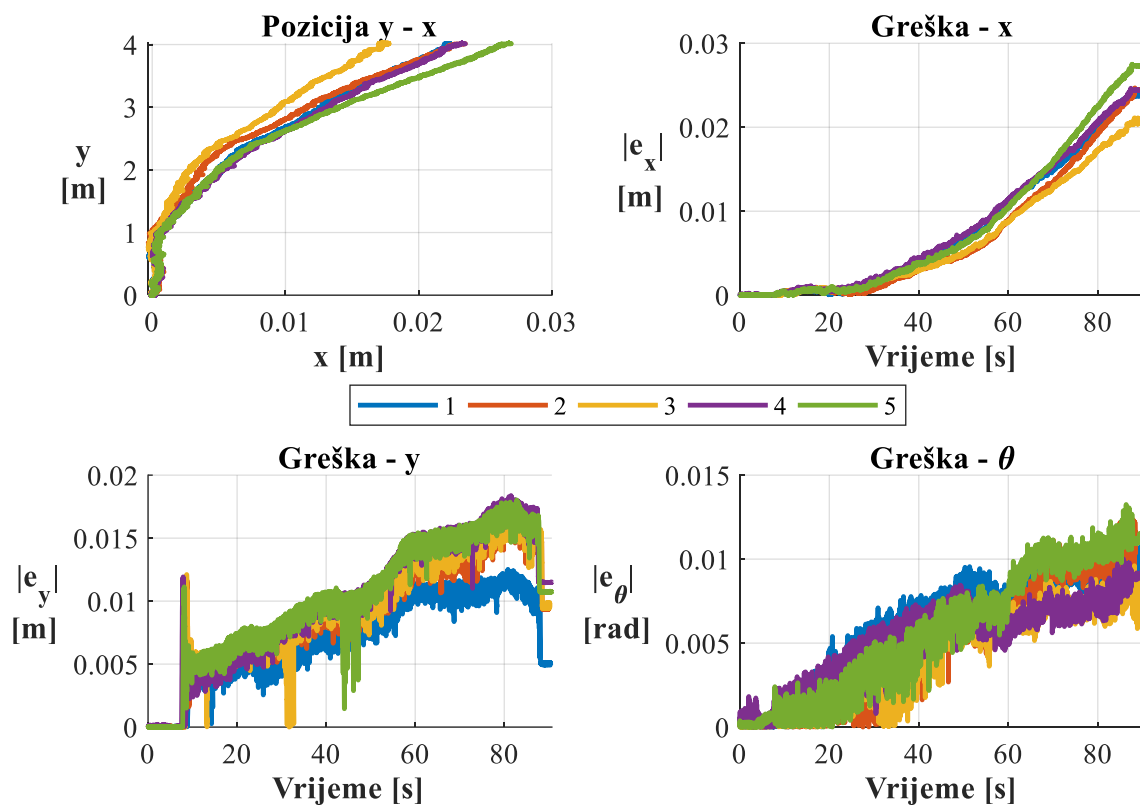 Pozicija y - x
4
3
y
[m]
2
1
0
0 0.01 0.02 0.03
x [m]
Greška - x
0.03
0.02
|e_x|
[m]
0.01
0
0 20 40 60 80
Vrijeme [s]
1 2 3 4 5
Greška - y
0.02
0.015
|e_y|
0.01
[m]
0.005
0
0 20 40 60 80
Vrijeme [s]
Greška - θ
0.015
0.01
|e_θ|
[rad]
0.005
0
0 20 40 60 80
Vrijeme [s]